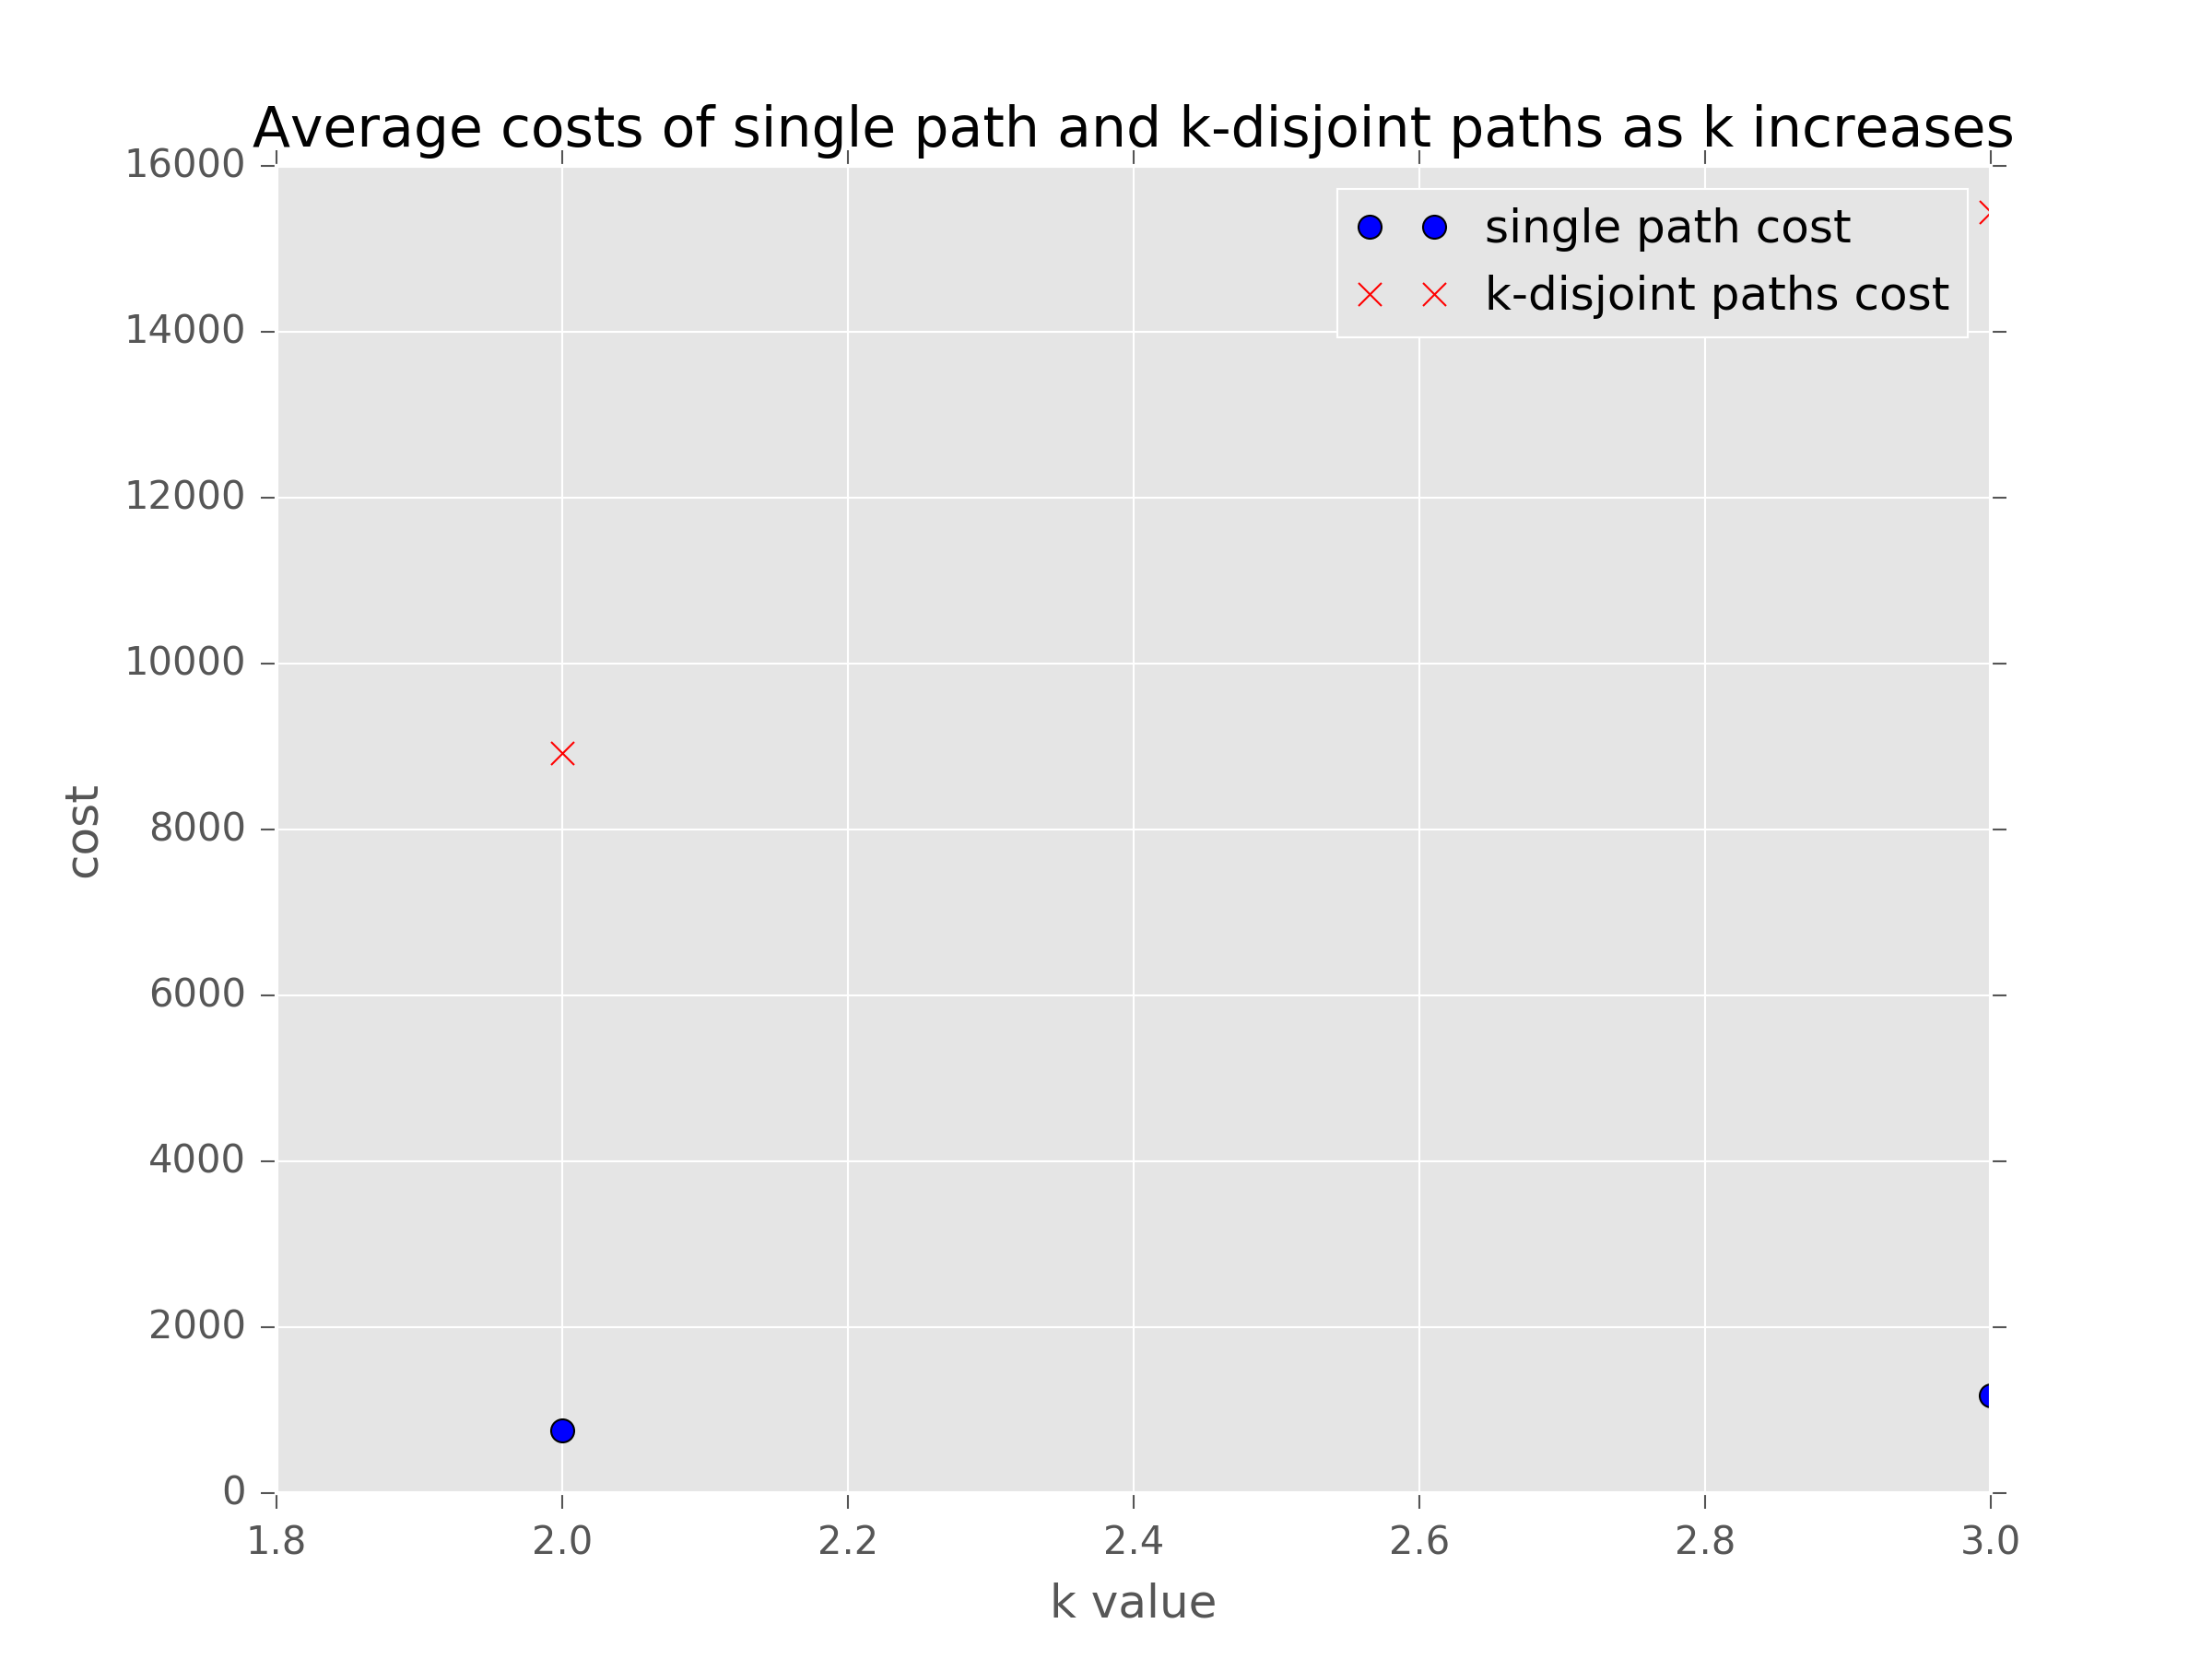 Average costs of single path and k-disjoint paths as k increases
16000
14000
12000
10000
8000
6000
4000
2000
0
cost
single path cost
k-disjoint paths cost
1.8 2.0 2.2 2.4 2.6 2.8 3.0
k value